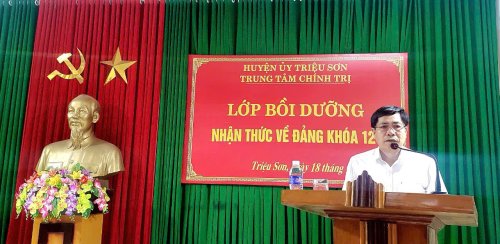 HUYỆN ỦY TRIỆU SƠN
TRUNG TÂM CHÍNH TRỊ
LỚP BỒI DƯỠNG
NHẬN THỨC VỀ ĐẢNG KHÓA 12
Triệu Sơn, ngày 18 tháng